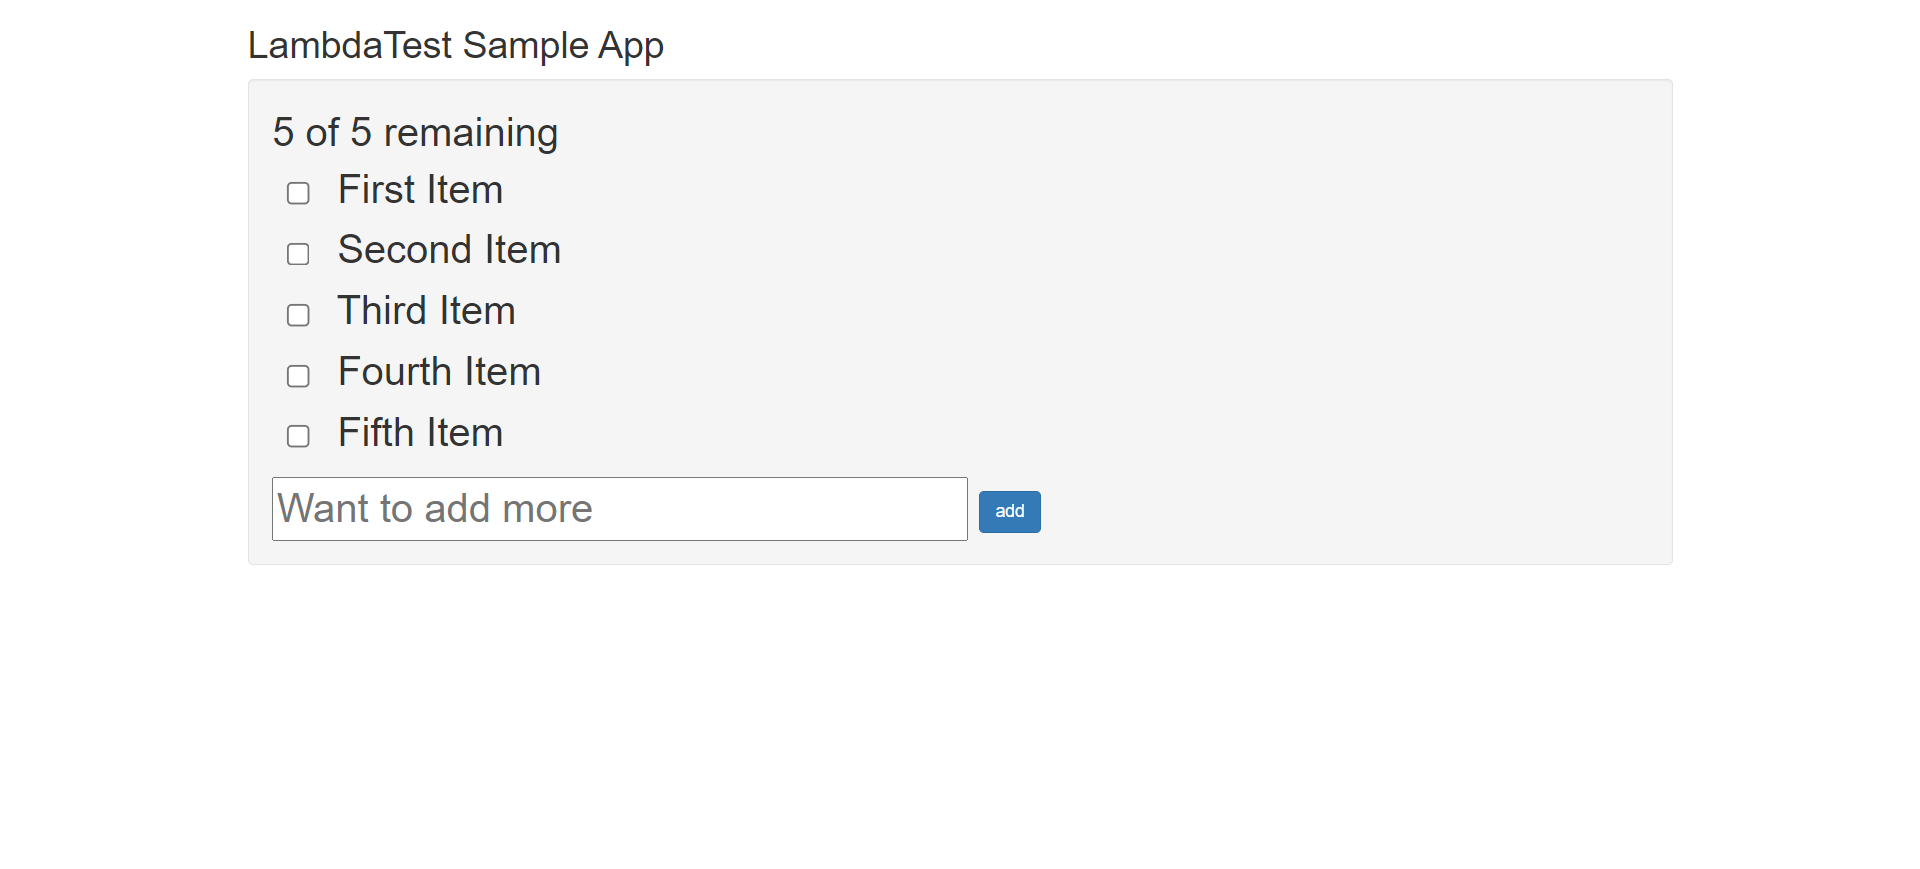 LambdaTest Sample App
5 of 5 remaining
First Item
Second Item
Third Item
Fourth Item
Fifth Item
Want to add more
add